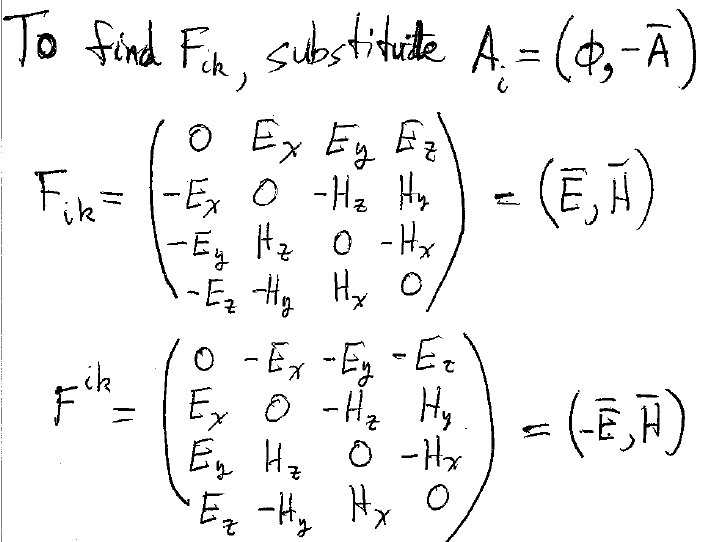 To find F_ik, substitute A_i = (ϕ, -A̅)
F_ik = ( 0 E_x E_y E_z
-E_x 0 -H_z H_y
-E_y H_z 0 -H_x
-E_z -H_y H_x 0 ) = (E̅, H̅)
F^ik = ( 0 -E_x -E_y -E_z
E_x 0 -H_z H_y
E_y H_z 0 -H_x
E_z -H_y H_x 0 ) = (-E̅, H̅)